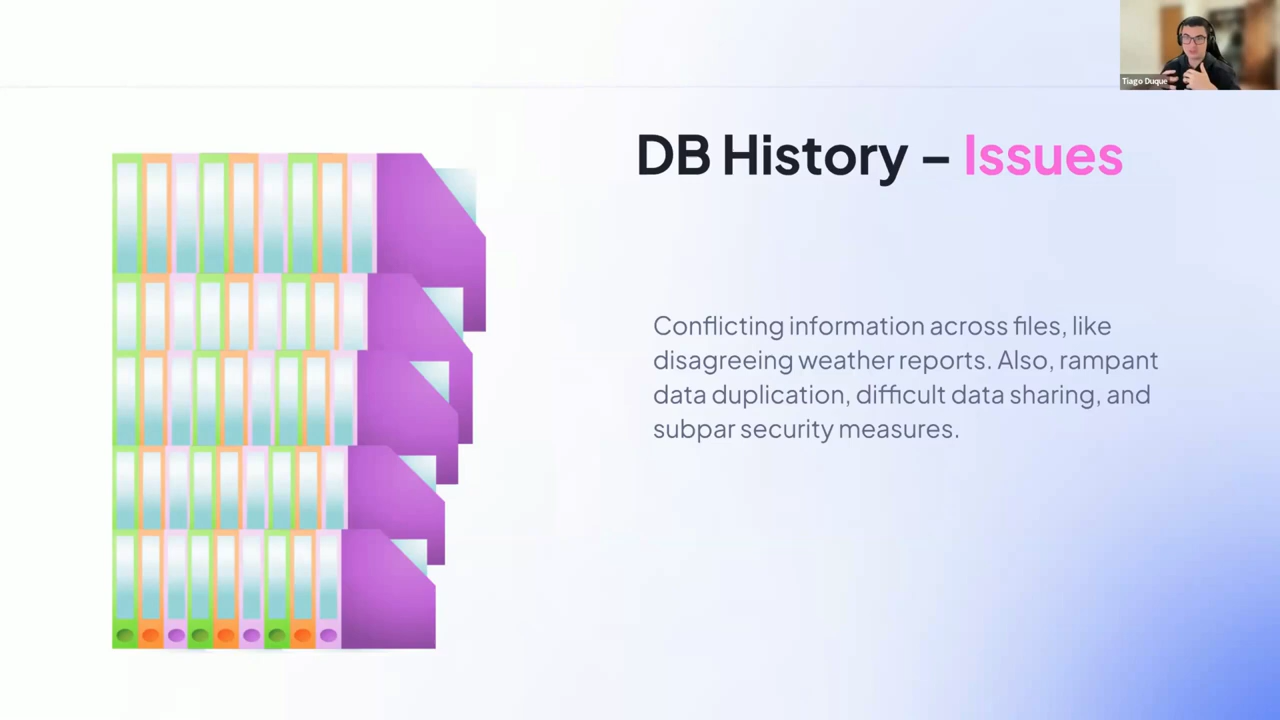 Tiago Duque
DB History – Issues
Conflicting information across files, like
disagreeing weather reports. Also, rampant
data duplication, difficult data sharing, and
subpar security measures.